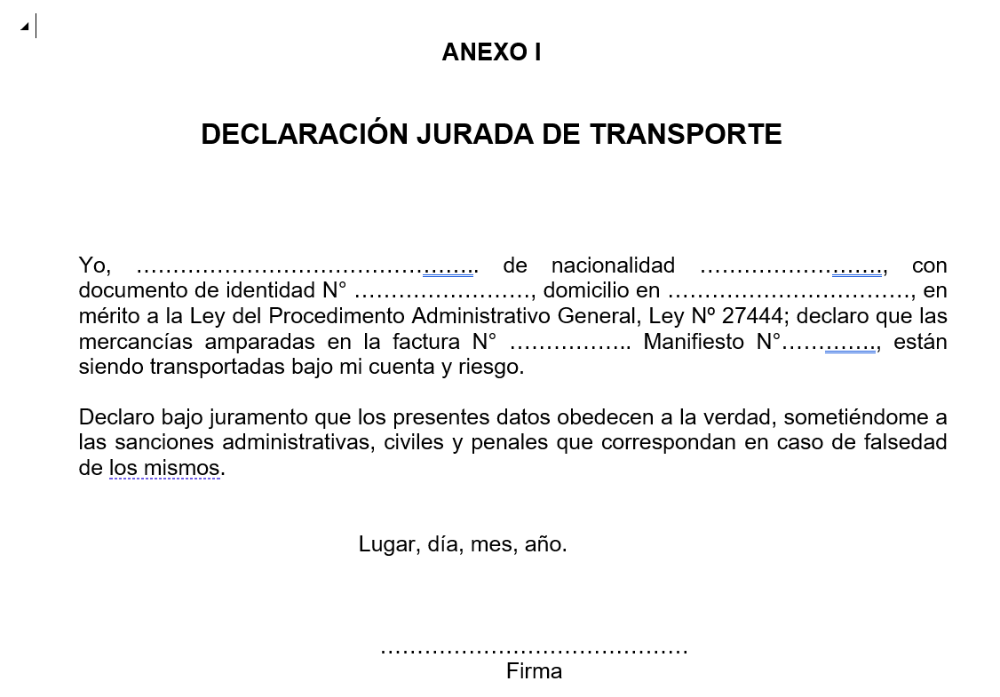 ANEXO I
DECLARACIÓN JURADA DE TRANSPORTE
Yo, ………………………………………... de nacionalidad ……………………., con
documento de identidad N° ……………………, domicilio en ……………………………, en
mérito a la Ley del Procedimento Administrativo General, Ley Nº 27444; declaro que las
mercancías amparadas en la factura N° …………….. Manifiesto N°…………., están
siendo transportadas bajo mi cuenta y riesgo.
Declaro bajo juramento que los presentes datos obedecen a la verdad, sometiéndome a
las sanciones administrativas, civiles y penales que correspondan en caso de falsedad
de los mismos.
Lugar, día, mes, año.
……………………………………
Firma